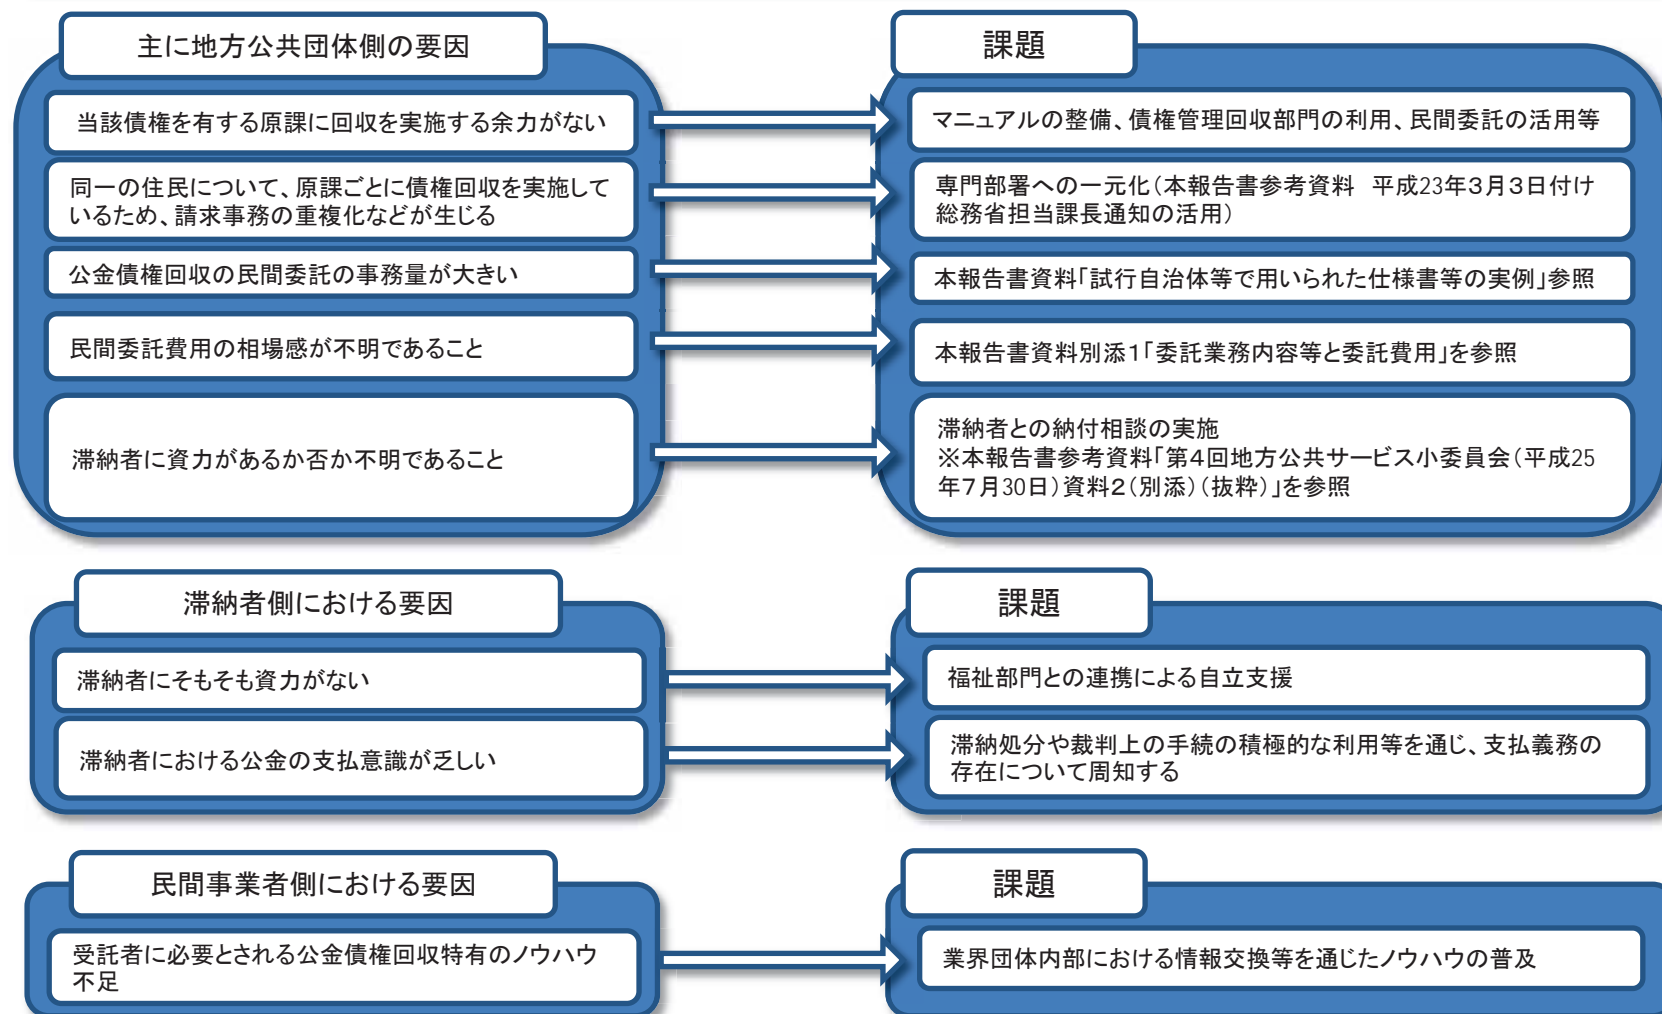 主に地方公共団体側の要因
課題
当該債権を有する原課に回収を実施する余力がない
マニュアルの整備、債権管理回収部門の利用、民間委託の活用等
同一の住民について、原課ごとに債権回収を実施して
いるため、請求事務の重複化などが生じる
専門部署への一元化（本報告書参考資料　平成23年３月３日付け
総務省担当課長通知の活用）
公金債権回収の民間委託の事務量が大きい
本報告書資料「試行自治体等で用いられた仕様書等の実例」参照
民間委託費用の相場感が不明であること
本報告書資料別添１「委託業務内容等と委託費用」を参照
滞納者に資力があるか否か不明であること
滞納者との納付相談の実施
※本報告書参考資料「第４回地方公共サービス小委員会（平成25
年７月30日）資料２（別添）（抜粋）」を参照
滞納者側における要因
課題
滞納者にそもそも資力がない
福祉部門との連携による自立支援
滞納者における公金の支払意識が乏しい
滞納処分や裁判上の手続の積極的な利用等を通じ、支払義務の
存在について周知する
民間事業者側における要因
課題
受託者に必要とされる公金債権回収特有のノウハウ
不足
業界団体内部における情報交換等を通じたノウハウの普及